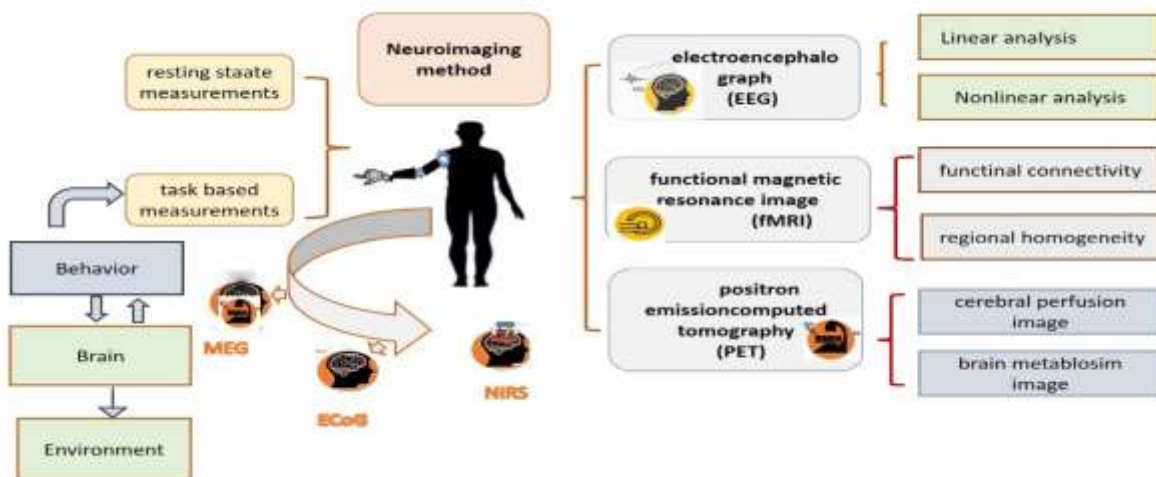 Neuroimaging
method
resting staate
measurements
task based
measurements
Behavior
Brain
Environment
MEG
ECoG
NIRS
electroencephalo
graph
(EEG)
Linear analysis
Nonlinear analysis
functional magnetic
resonance image
(fMRI)
functinal connectivity
regional homogeneity
positron
emissioncomputed
tomography
(PET)
cerebral perfusion
image
brain metablosim
image